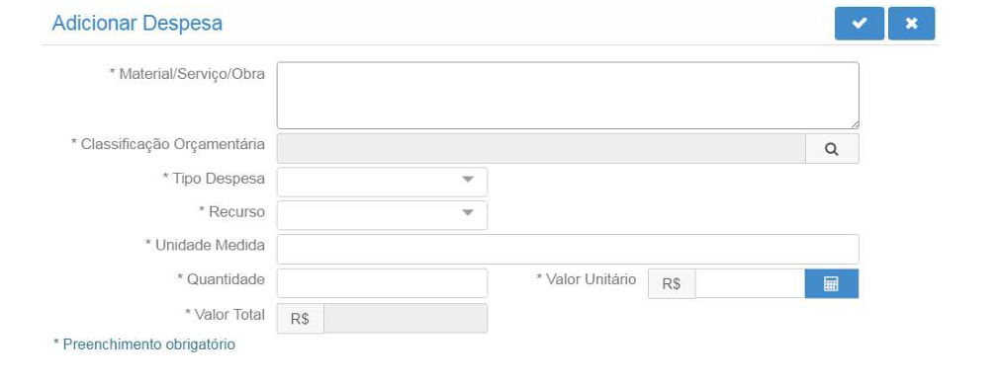 Adicionar Despesa
* Material/Serviço/Obra
* Classificação Orçamentária
* Tipo Despesa
* Recurso
* Unidade Medida
* Quantidade
* Valor Unitário R$
* Valor Total R$
* Preenchimento obrigatório